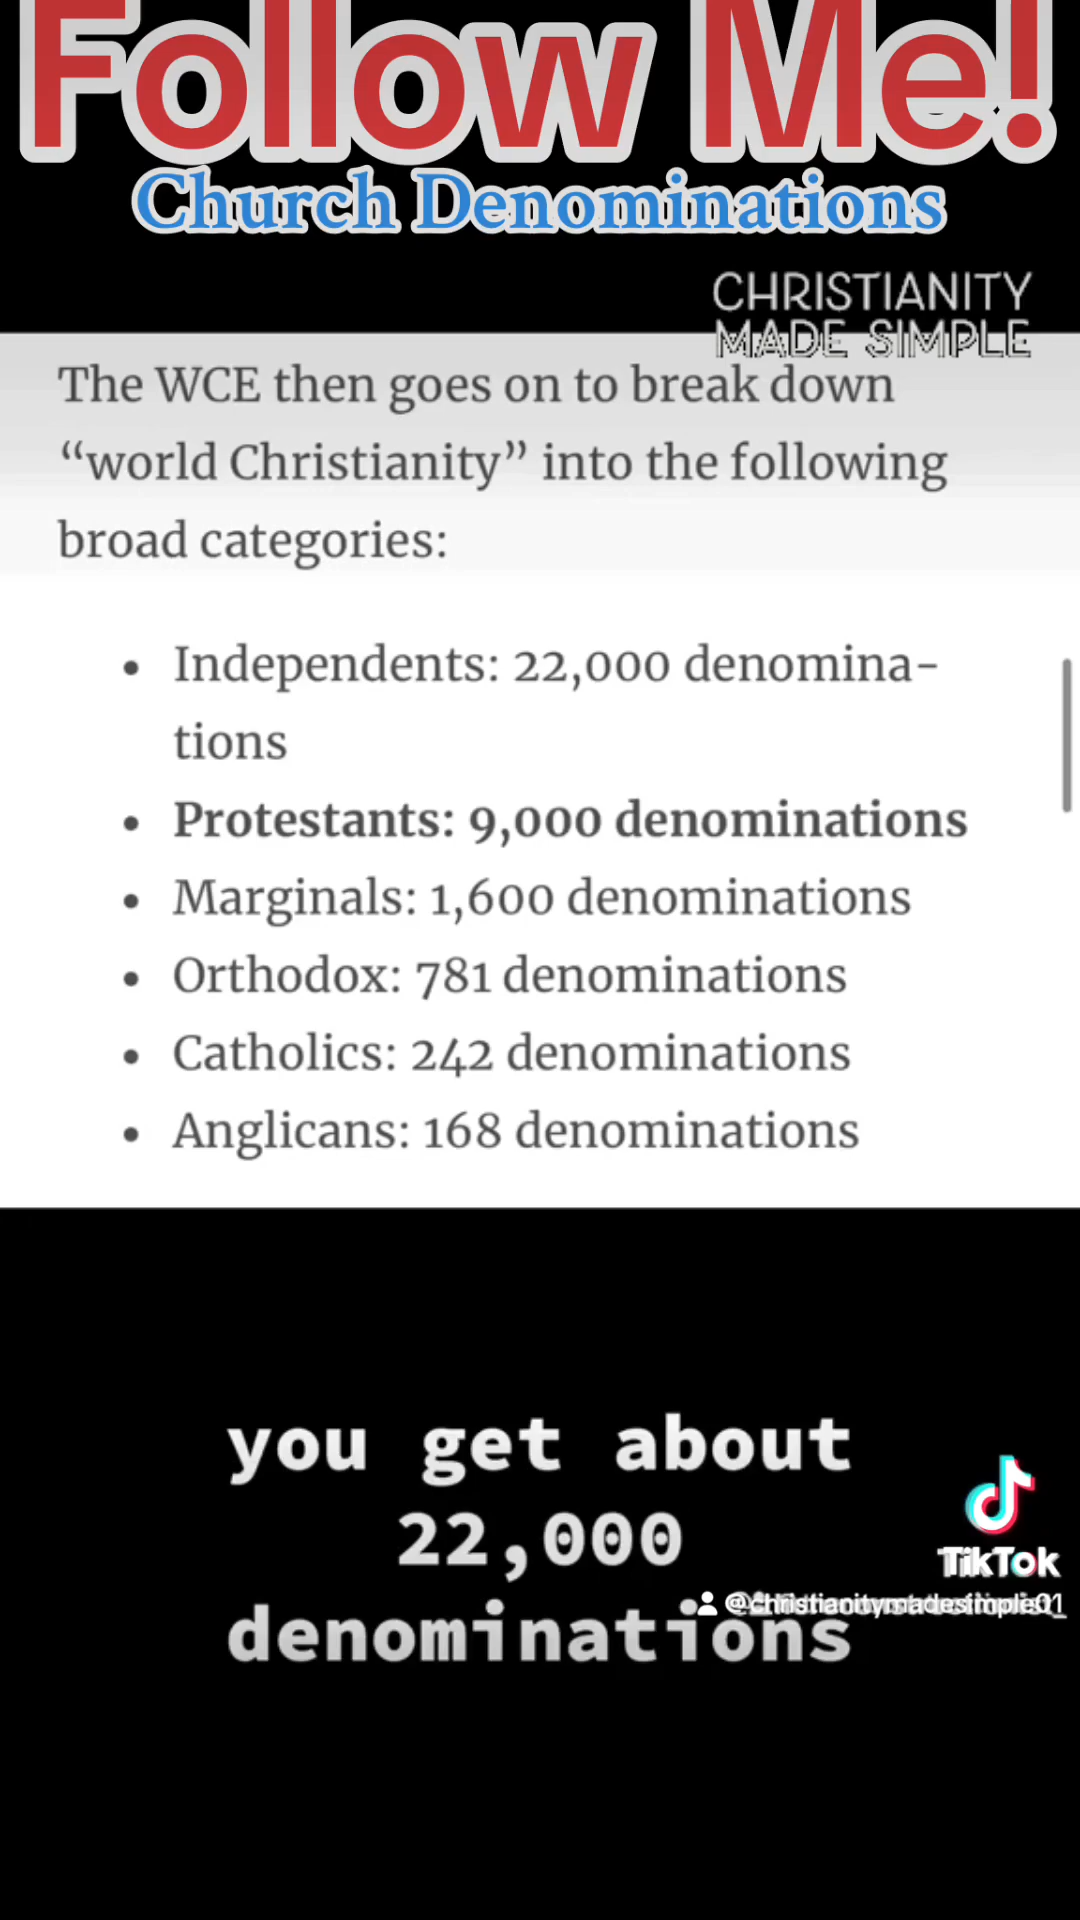 Follow Me!
Church Denominations
CHRISTIANITY
MADE SIMPLE
The WCE then goes on to break down
“world Christianity” into the following
broad categories:
• Independents: 22,000 denomina-
tions
• Protestants: 9,000 denominations
• Marginals: 1,600 denominations
• Orthodox: 781 denominations
• Catholics: 242 denominations
• Anglicans: 168 denominations
you get about
22,000
denominations
TikTok